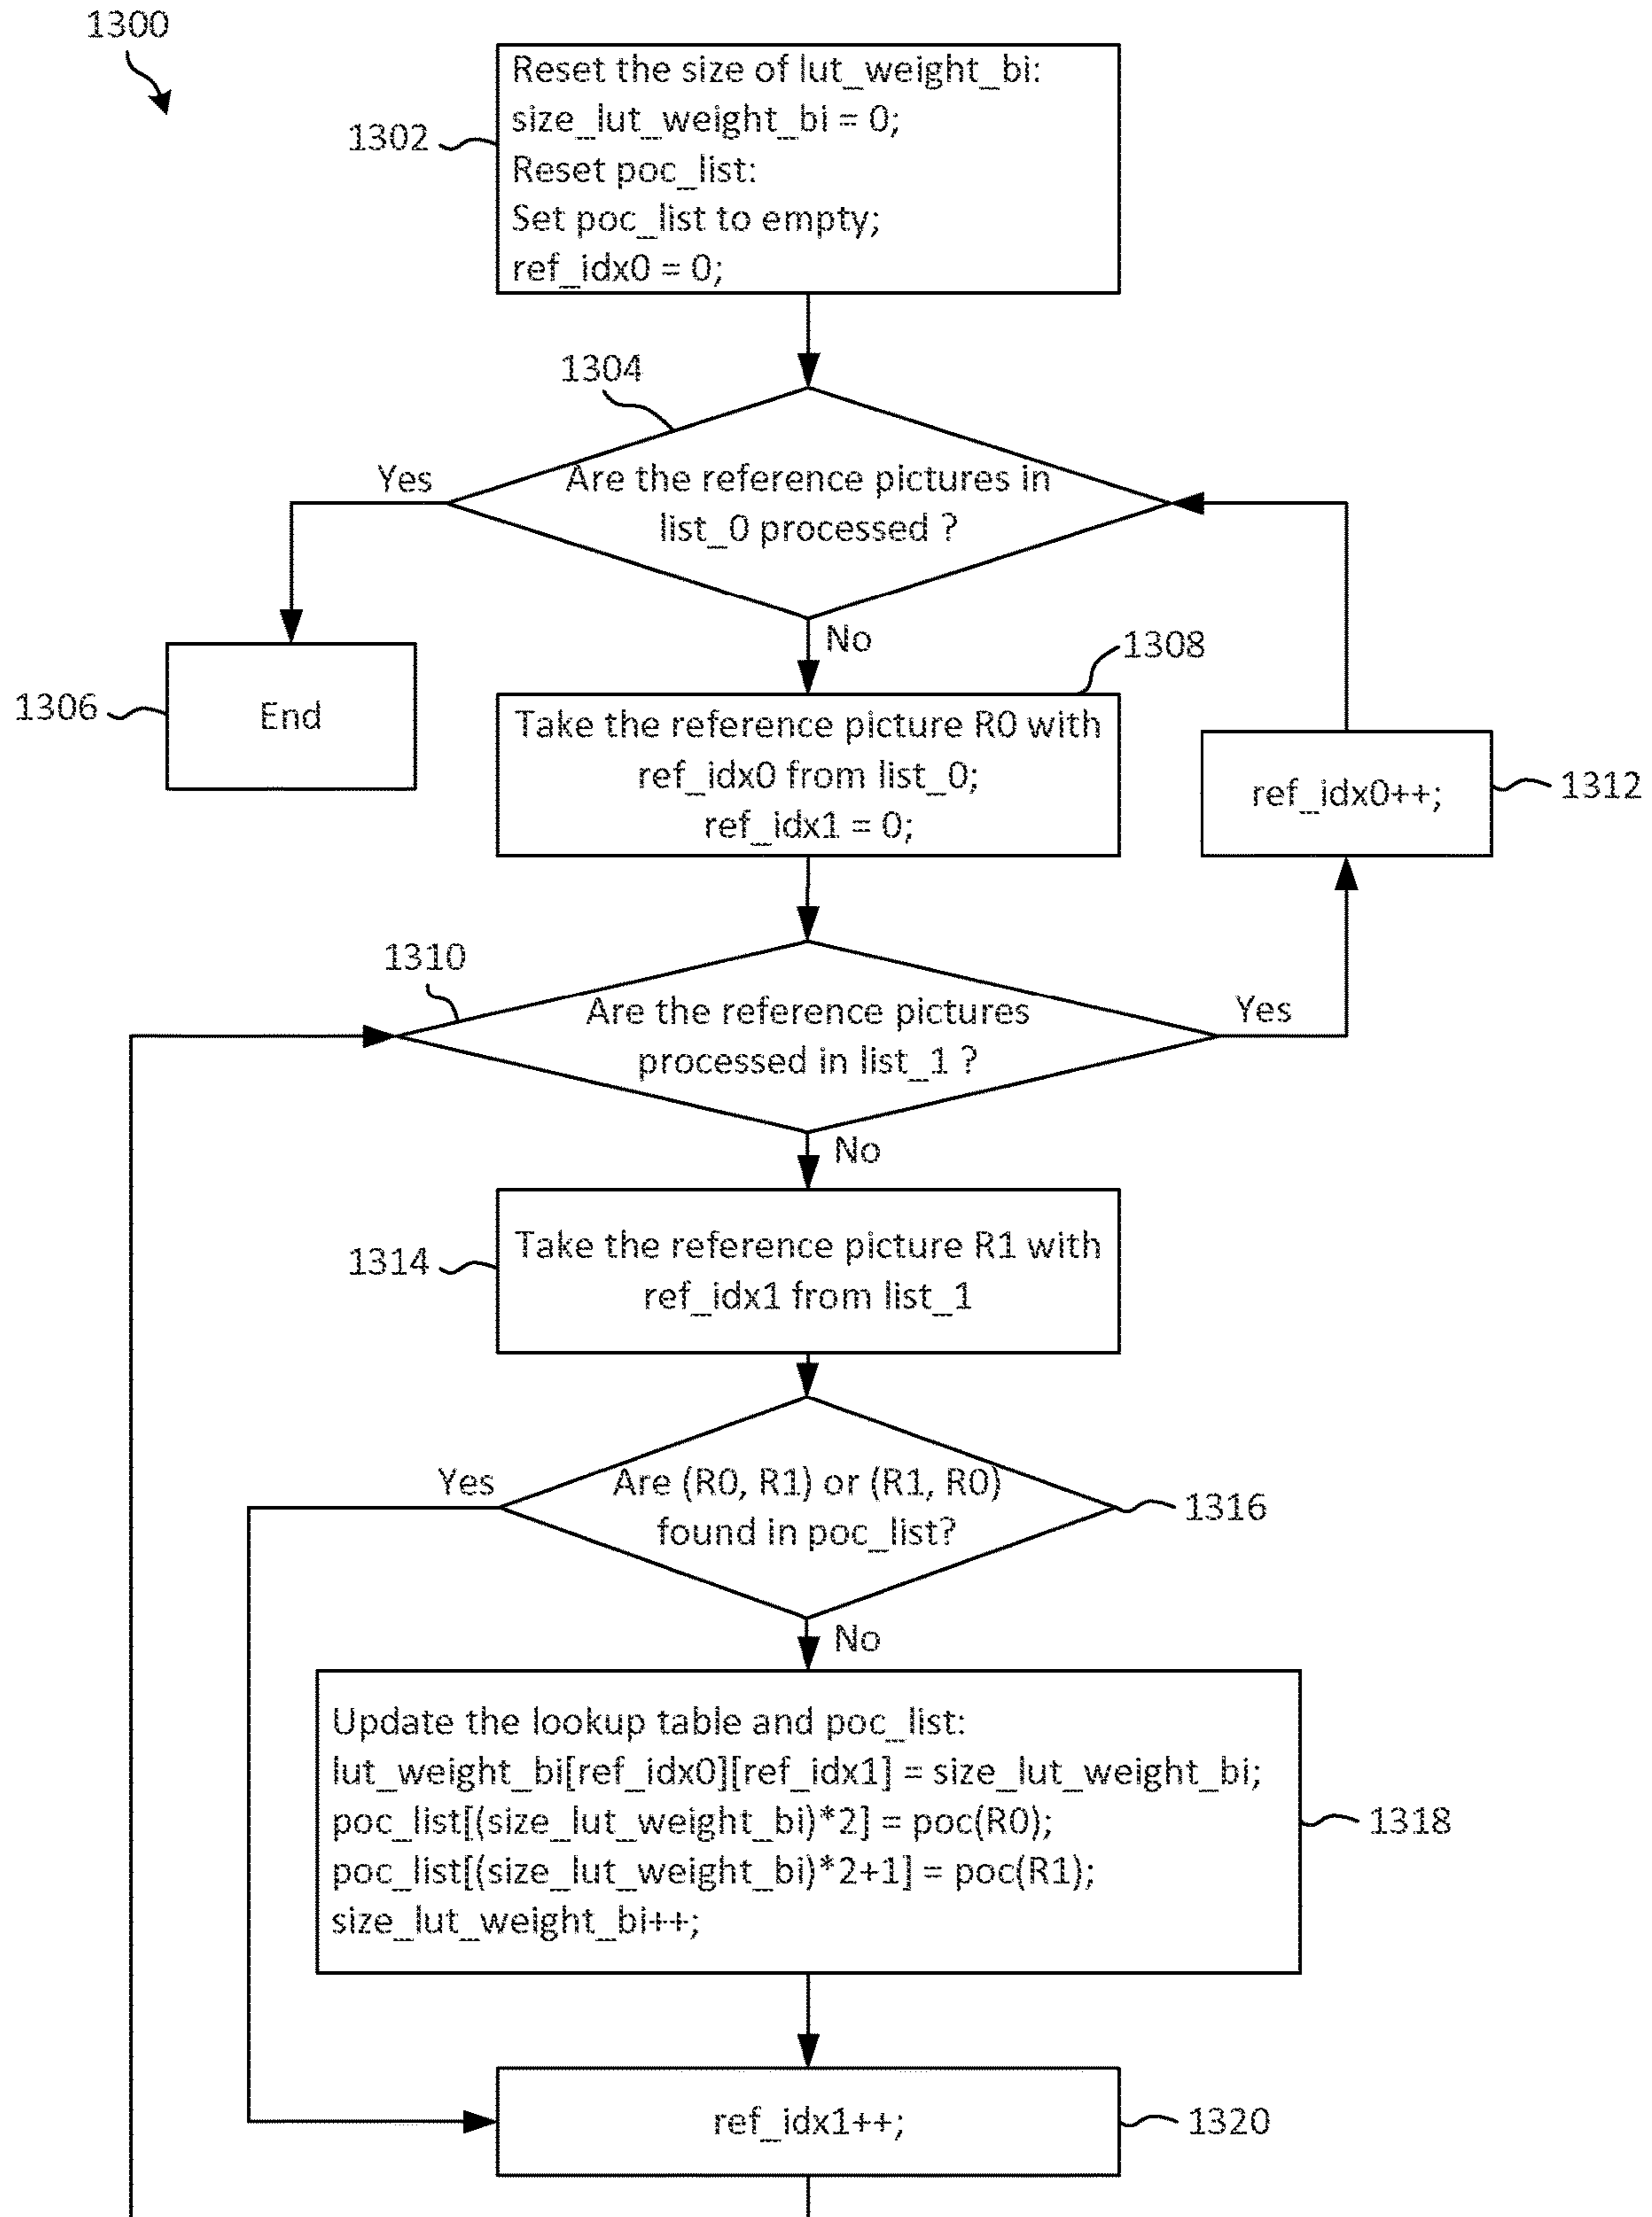 1300
Reset the size of lut_weight_bi:
size_lut_weight_bi = 0;
Reset poc_list:
Set poc_list to empty;
ref_idx0 = 0;
1302
1304
Are the reference pictures in
list_0 processed ?
Yes
No
1306
End
1308
Take the reference picture R0 with
ref_idx0 from list_0;
ref_idx1 = 0;
ref_idx0++;
1312
1310
Are the reference pictures
processed in list_1 ?
Yes
No
1314
Take the reference picture R1 with
ref_idx1 from list_1
Yes
Are (R0, R1) or (R1, R0)
found in poc_list?
1316
No
Update the lookup table and poc_list:
lut_weight_bi[ref_idx0][ref_idx1] = size_lut_weight_bi;
poc_list[(size_lut_weight_bi)*2] = poc(R0);
poc_list[(size_lut_weight_bi)*2+1] = poc(R1);
size_lut_weight_bi++;
1318
ref_idx1++;
1320